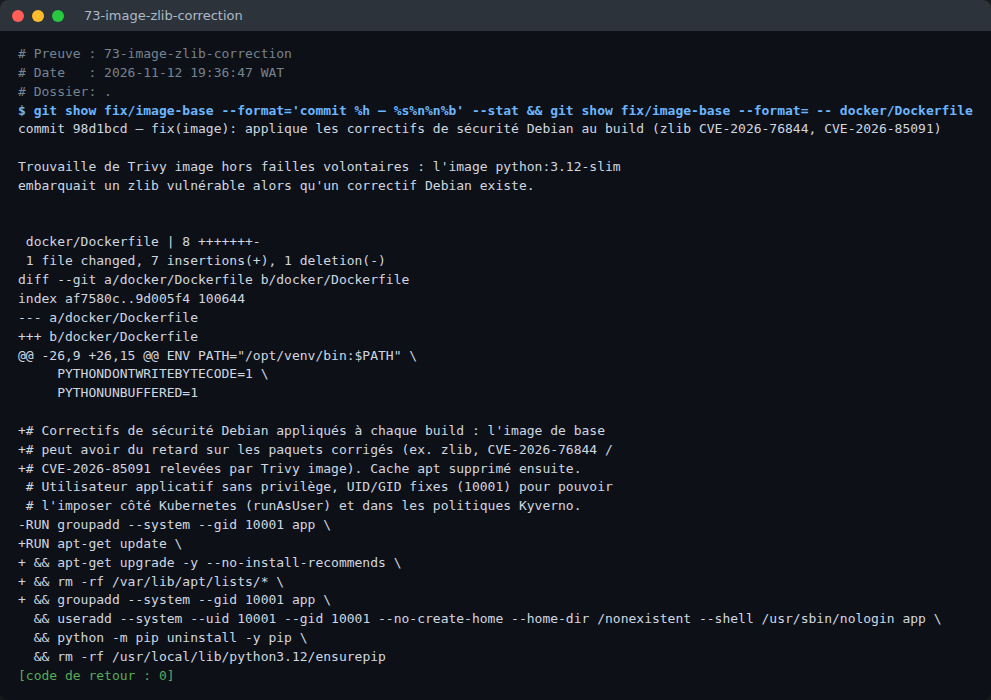 73-image-zlib-correction
# Preuve : 73-image-zlib-correction
# Date   : 2026-11-12 19:36:47 WAT
# Dossier: .
$ git show fix/image-base --format='commit %h — %s%n%n%b' --stat && git show fix/image-base --format= -- docker/Dockerfile
commit 98d1bcd — fix(image): applique les correctifs de sécurité Debian au build (zlib CVE-2026-76844, CVE-2026-85091)

Trouvaille de Trivy image hors failles volontaires : l'image python:3.12-slim
embarquait un zlib vulnérable alors qu'un correctif Debian existe.


 docker/Dockerfile | 8 +++++++-
 1 file changed, 7 insertions(+), 1 deletion(-)
diff --git a/docker/Dockerfile b/docker/Dockerfile
index af7580c..9d005f4 100644
--- a/docker/Dockerfile
+++ b/docker/Dockerfile
@@ -26,9 +26,15 @@ ENV PATH="/opt/venv/bin:$PATH" \
     PYTHONDONTWRITEBYTECODE=1 \
     PYTHONUNBUFFERED=1

+# Correctifs de sécurité Debian appliqués à chaque build : l'image de base
+# peut avoir du retard sur les paquets corrigés (ex. zlib, CVE-2026-76844 /
+# CVE-2026-85091 relevées par Trivy image). Cache apt supprimé ensuite.
 # Utilisateur applicatif sans privilège, UID/GID fixes (10001) pour pouvoir
 # l'imposer côté Kubernetes (runAsUser) et dans les politiques Kyverno.
-RUN groupadd --system --gid 10001 app \
+RUN apt-get update \
+ && apt-get upgrade -y --no-install-recommends \
+ && rm -rf /var/lib/apt/lists/* \
+ && groupadd --system --gid 10001 app \
  && useradd --system --uid 10001 --gid 10001 --no-create-home --home-dir /nonexistent --shell /usr/sbin/nologin app \
  && python -m pip uninstall -y pip \
  && rm -rf /usr/local/lib/python3.12/ensurepip
[code de retour : 0]